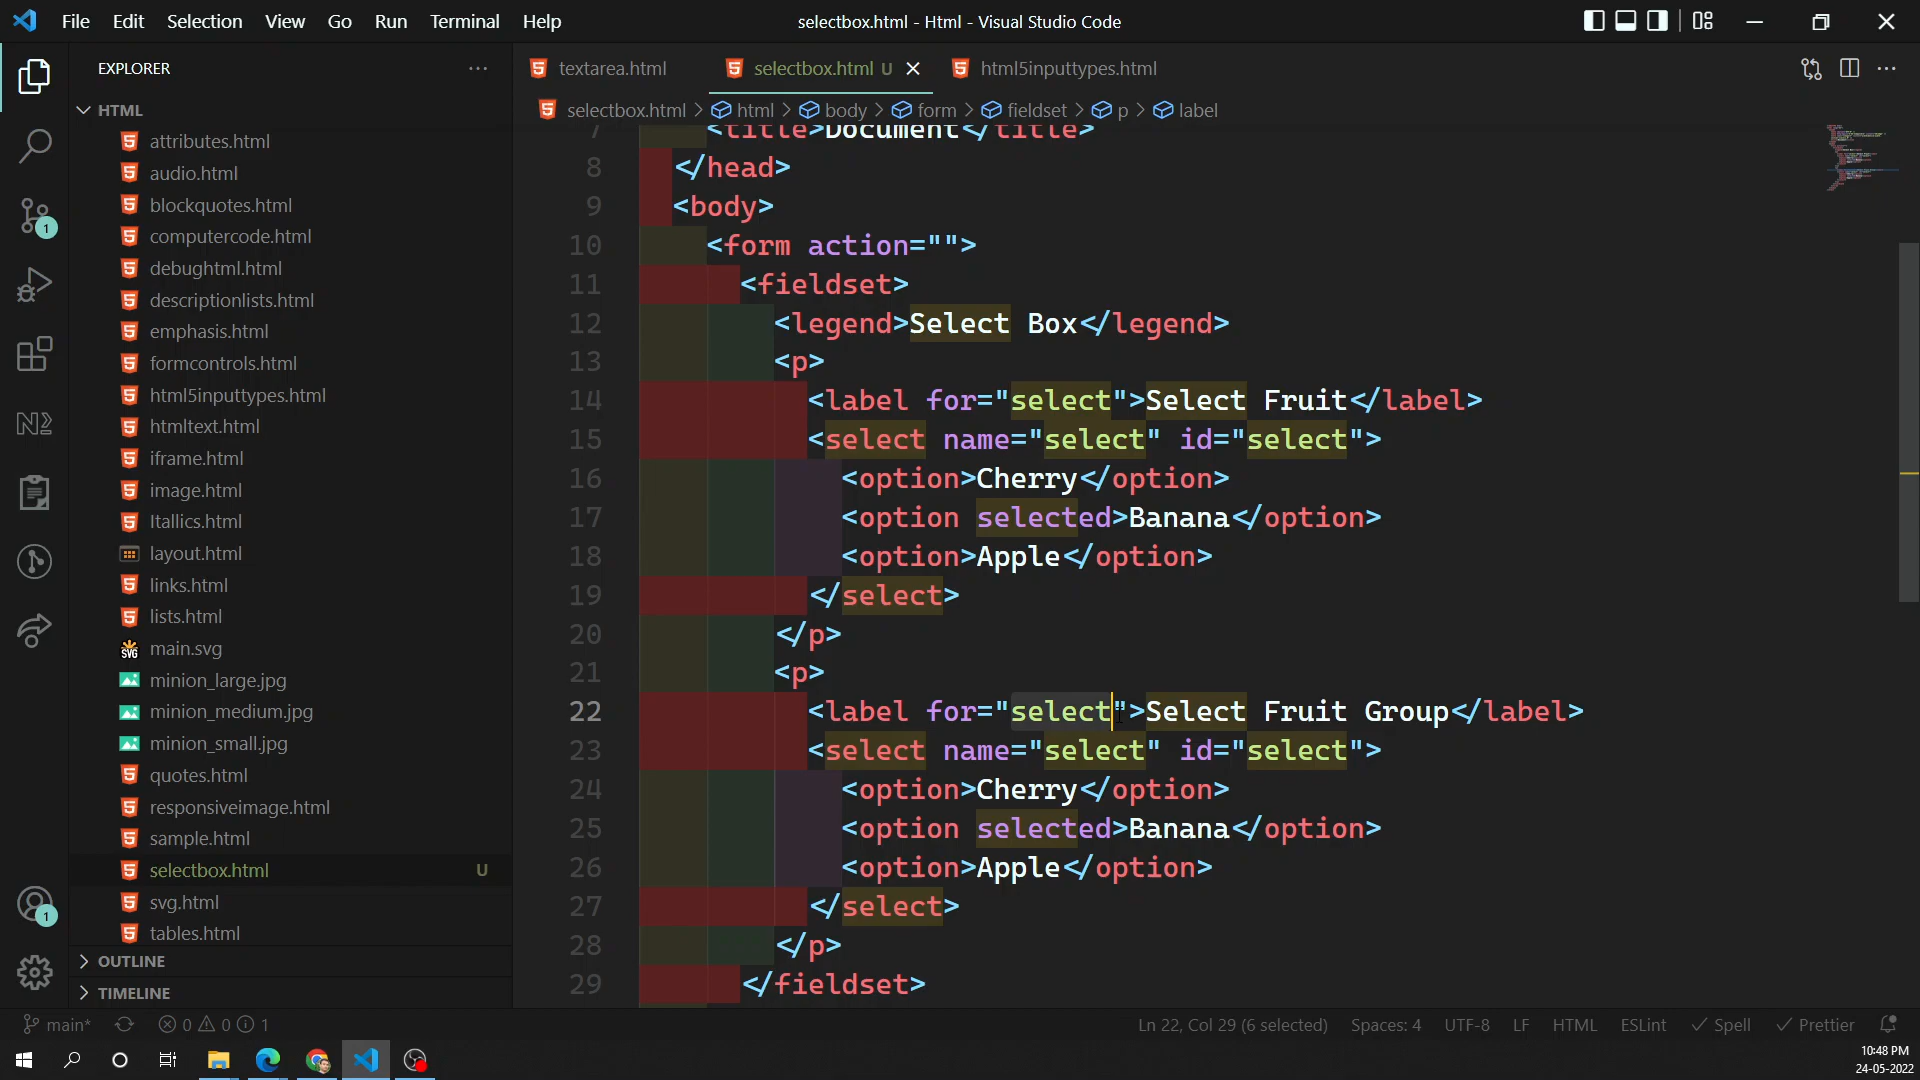 File Edit Selection View Go Run Terminal Help
selectbox.html - Html - Visual Studio Code
EXPLORER
HTML
attributes.html
audio.html
blockquotes.html
computercode.html
debughtml.html
descriptionlists.html
emphasis.html
formcontrols.html
html5inputtypes.html
htmltext.html
iframe.html
image.html
Itallics.html
layout.html
links.html
lists.html
main.svg
minion_large.jpg
minion_medium.jpg
minion_small.jpg
quotes.html
responsiveimage.html
sample.html
selectbox.html U
svg.html
tables.html
OUTLINE
TIMELINE
1
1
textarea.html selectbox.html U html5inputtypes.html
selectbox.html > html > body > form > fieldset > p > label
7 <title>Document</title>
8 </head>
9 <body>
10 <form action="">
11 <fieldset>
12 <legend>Select Box</legend>
13 <p>
14 <label for="select">Select Fruit</label>
15 <select name="select" id="select">
16 <option>Cherry</option>
17 <option selected>Banana</option>
18 <option>Apple</option>
19 </select>
20 </p>
21 <p>
22 <label for="select">Select Fruit Group</label>
23 <select name="select" id="select">
24 <option>Cherry</option>
25 <option selected>Banana</option>
26 <option>Apple</option>
27 </select>
28 </p>
29 </fieldset>
main* 0 0 1 Ln 22, Col 29 (6 selected) Spaces: 4 UTF-8 LF HTML ESLint Spell Prettier
10:48 PM
24-05-2022